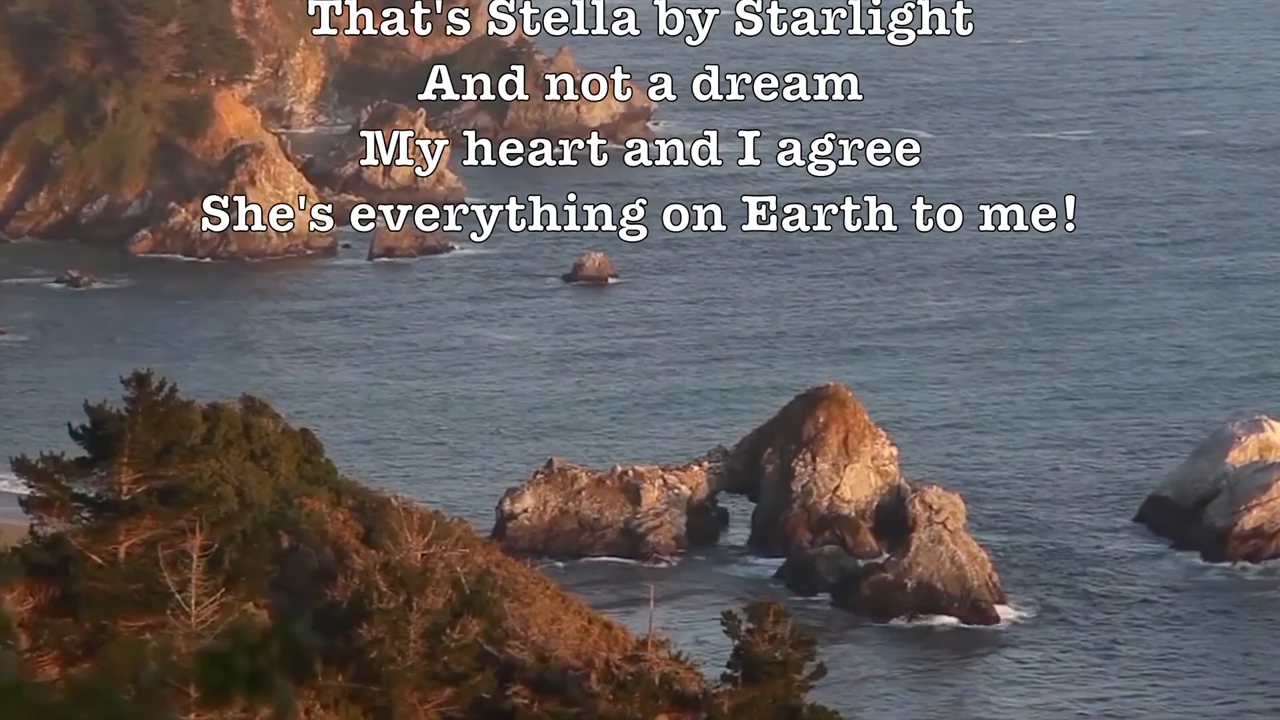 That's Stella by Starlight
And not a dream
My heart and I agree
She's everything on Earth to me!